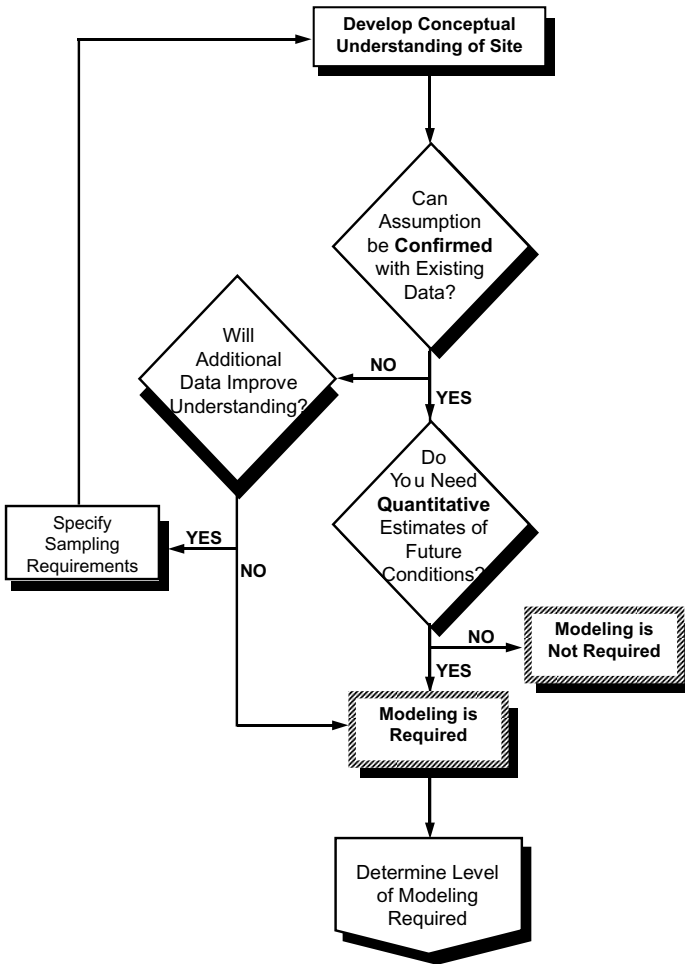 Develop Conceptual
Understanding of Site
Can
Assumption
be Confirmed
with Existing
Data?
NO
YES
Will
Additional
Data Improve
Understanding?
YES
NO
Specify
Sampling
Requirements
Do
You Need
Quantitative
Estimates of
Future
Conditions?
NO
YES
Modeling is
Not Required
Modeling is
Required
Determine Level
of Modeling
Required